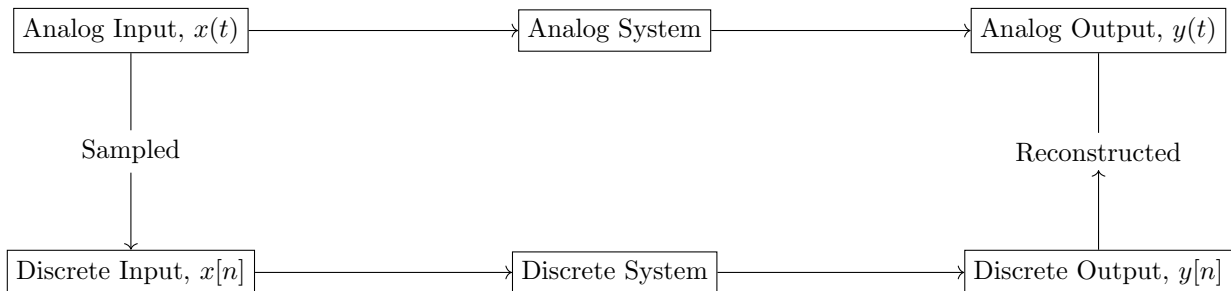 Analog Input, x(t)
Analog System
Analog Output, y(t)
Sampled
Reconstructed
Discrete Input, x[n]
Discrete System
Discrete Output, y[n]